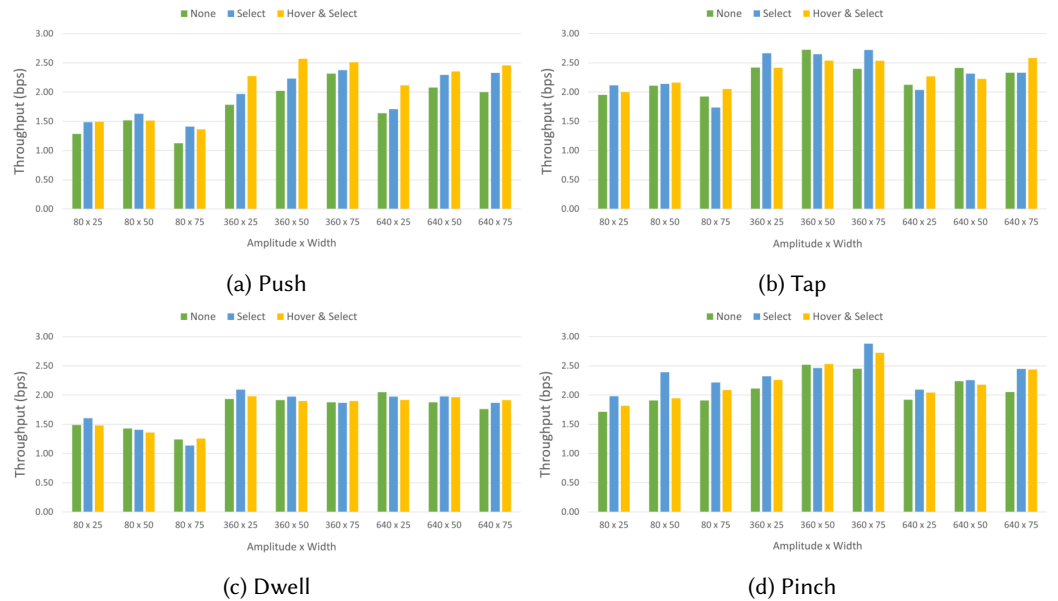 None Select Hover & Select
3.00
2.50
2.00
1.50
1.00
0.50
0.00
Throughput (bps)
80 x 25 80 x 50 80 x 75 360 x 25 360 x 50 360 x 75 640 x 25 640 x 50 640 x 75
Amplitude x Width
(a) Push
None Select Hover & Select
3.00
2.50
2.00
1.50
1.00
0.50
0.00
Throughput (bps)
80 x 25 80 x 50 80 x 75 360 x 25 360 x 50 360 x 75 640 x 25 640 x 50 640 x 75
Amplitude x Width
(b) Tap
None Select Hover & Select
3.00
2.50
2.00
1.50
1.00
0.50
0.00
Throughput (bps)
80 x 25 80 x 50 80 x 75 360 x 25 360 x 50 360 x 75 640 x 25 640 x 50 640 x 75
Amplitude x Width
(c) Dwell
None Select Hover & Select
3.00
2.50
2.00
1.50
1.00
0.50
0.00
Throughput (bps)
80 x 25 80 x 50 80 x 75 360 x 25 360 x 50 360 x 75 640 x 25 640 x 50 640 x 75
Amplitude x Width
(d) Pinch